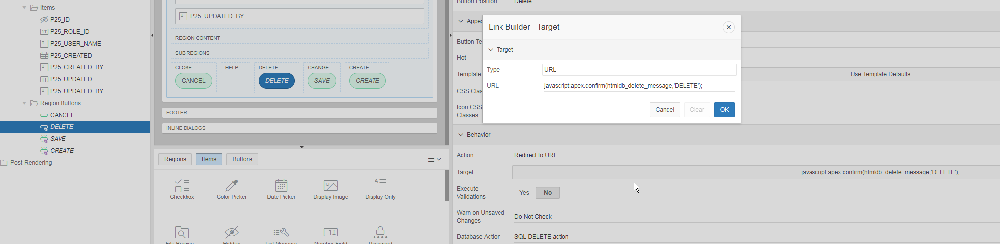 Items
P25_ID
P25_ROLE_ID
P25_USER_NAME
P25_CREATED
P25_CREATED_BY
P25_UPDATED
P25_UPDATED_BY
Region Buttons
CANCEL
DELETE
SAVE
CREATE
Post-Rendering
P25_UPDATED_BY
REGION CONTENT
SUB REGIONS
CLOSE
HELP
DELETE
CHANGE
CREATE
CANCEL
DELETE
SAVE
CREATE
FOOTER
INLINE DIALOGS
Regions
Items
Buttons
Checkbox
Color Picker
Date Picker
Display Image
Display Only
File Browse
Hidden
List Manager
Number Field
Password
Button Position
Delete
Appea
Button Te
Hot
Template
Use Template Defaults
CSS Clas
Icon CSS
Classes
Link Builder - Target
Target
Type
URL
URL
javascript:apex.confirm(htmldb_delete_message,'DELETE');
Cancel
Clear
OK
Behavior
Action
Redirect to URL
Target
javascript:apex.confirm(htmldb_delete_message,'DELETE');
Execute
Validations
Yes
No
Warn on Unsaved
Changes
Do Not Check
Database Action
SQL DELETE action